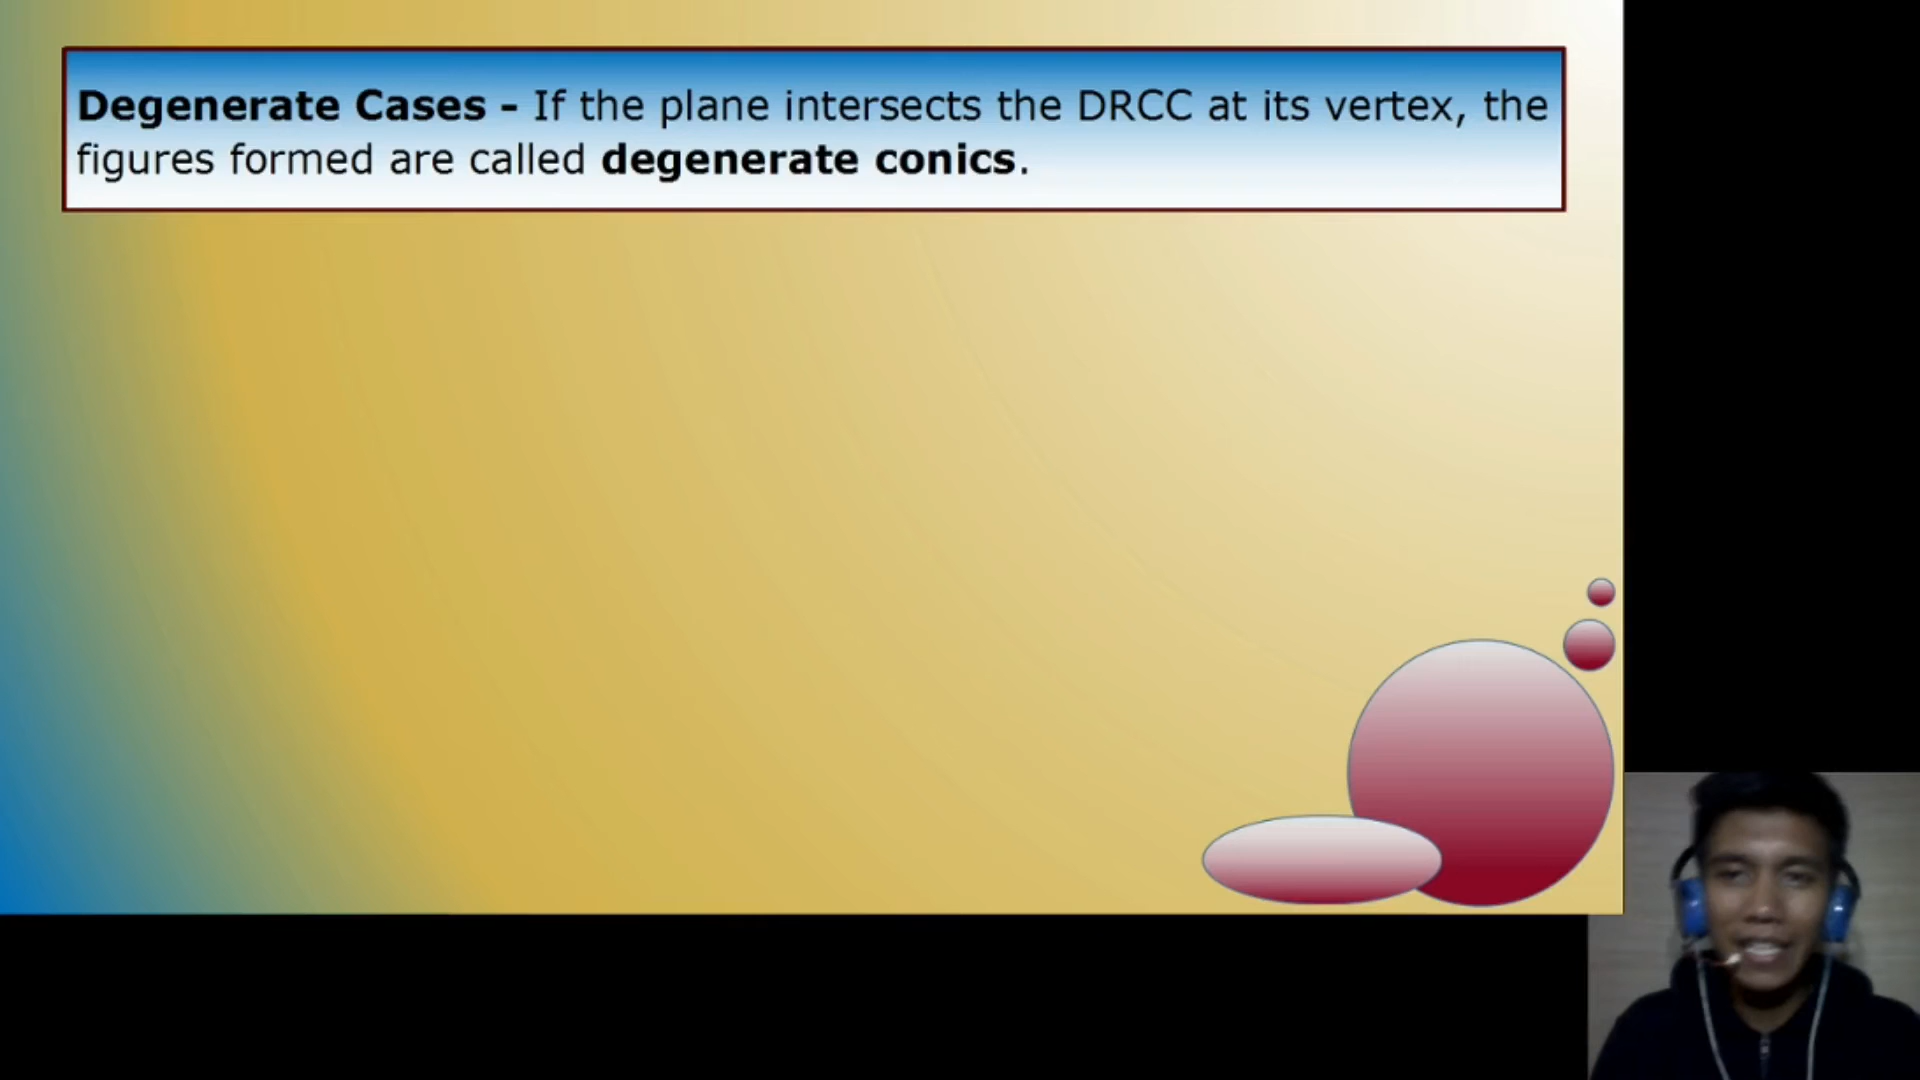 Degenerate Cases - If the plane intersects the DRCC at its vertex, the
figures formed are called degenerate conics.